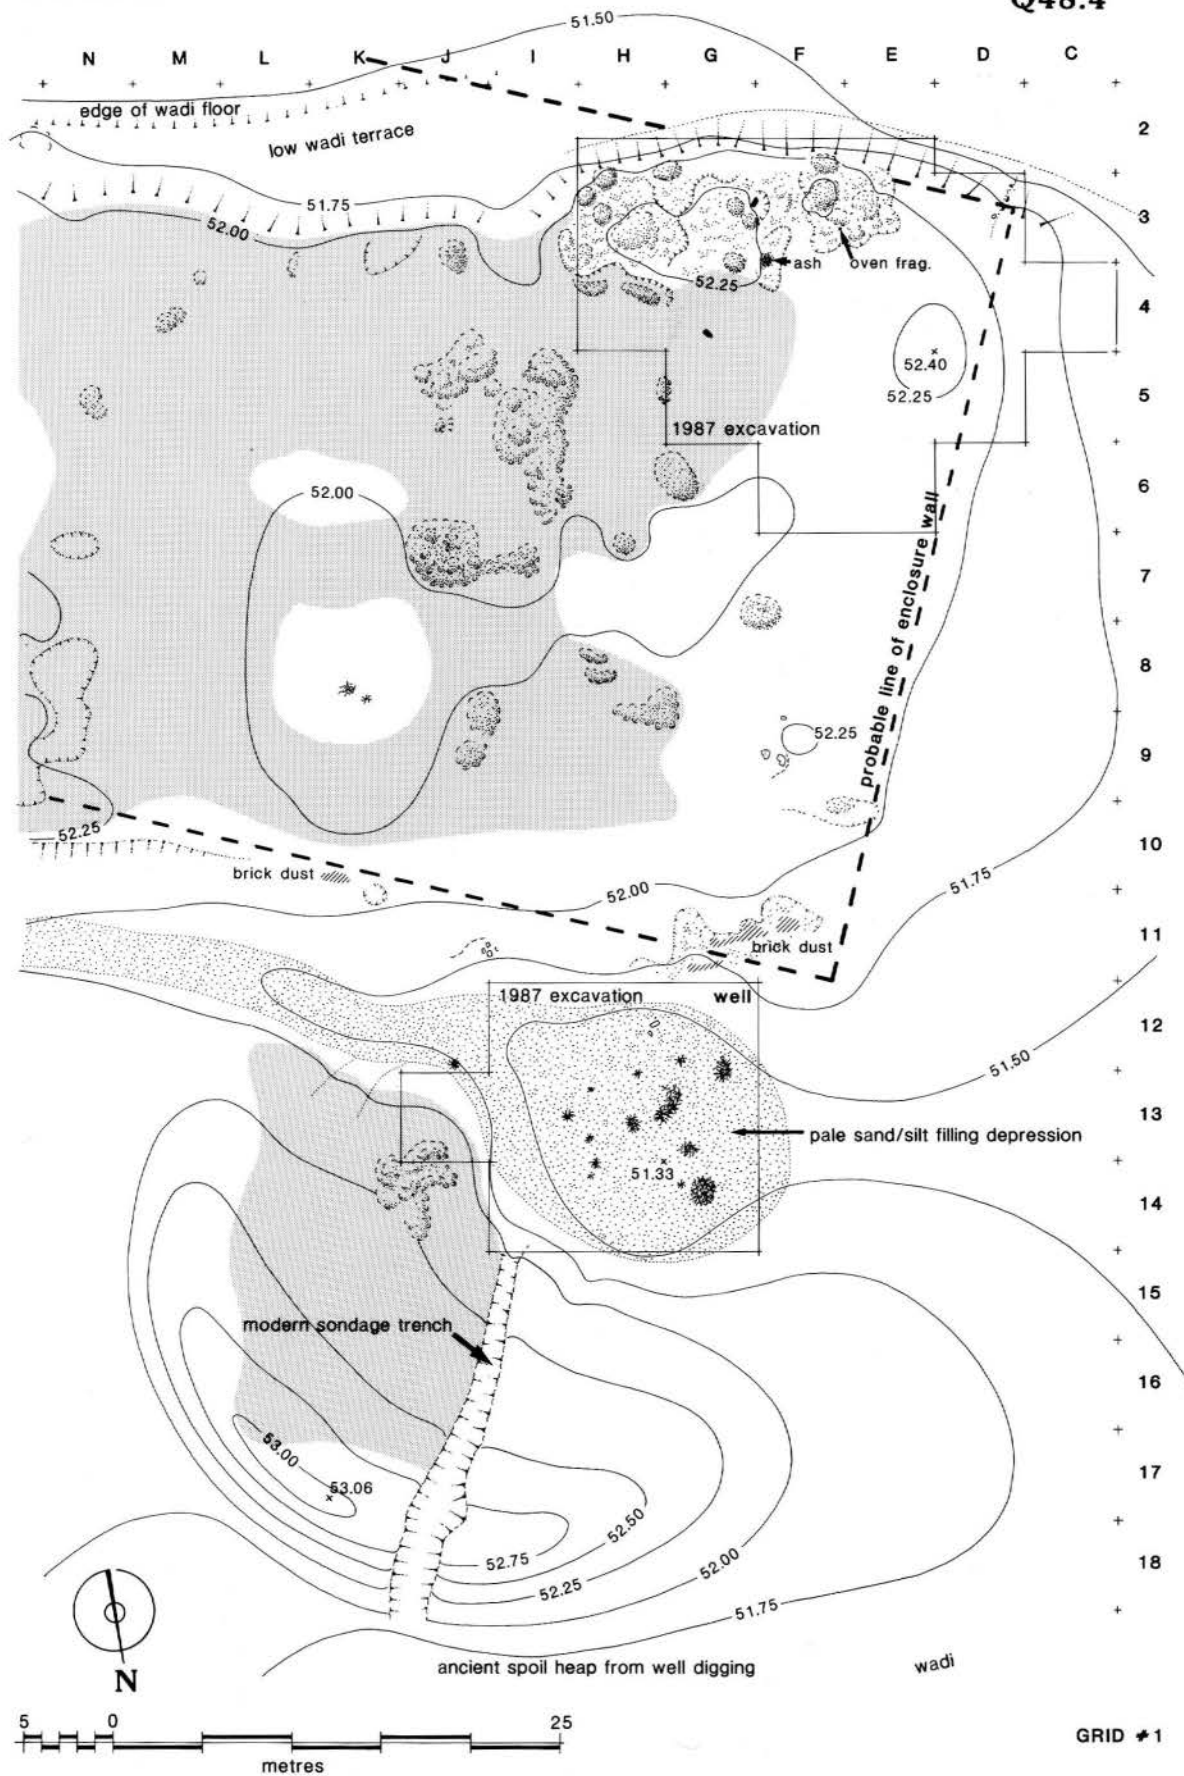 Q48.4
51.50
N M L K J I H G F E D C
edge of wadi floor
low wadi terrace
2
51.75
3
52.00
ash
oven frag.
52.25
4
52.40
52.25
5
1987 excavation
6
52.00
probable line of enclosure wall
7
8
52.25
9
52.25
10
brick dust
52.00
51.75
11
brick dust
1987 excavation
well
12
51.50
13
pale sand/silt filling depression
51.33
14
15
modern sondage trench
16
53.00
53.06
17
52.50
52.75
52.00
18
52.25
51.75
N
ancient spoil heap from well digging
wadi
5 0 25
metres
GRID # 1